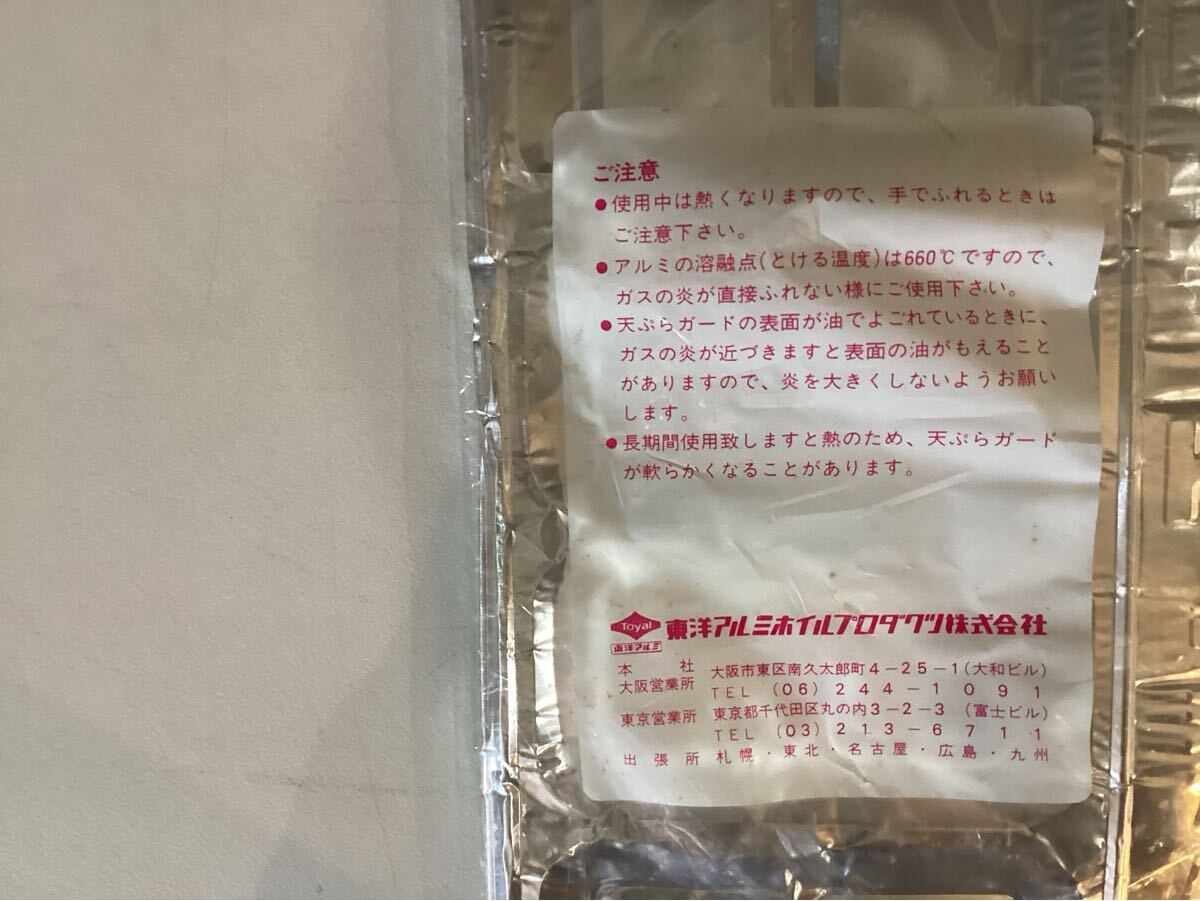 ご注意
●使用中は熱くなりますので、手でふれるときは
ご注意下さい。
●アルミの溶融点(とける温度)は660℃ですので、
ガスの炎が直接ふれない様にご使用下さい。
●天ぷらガードの表面が油でよごれているときに、
ガスの炎が近づきますと表面の油がもえること
がありますので、炎を大きくしないようお願い
します。
●長期間使用致しますと熱のため、天ぷらガード
が軟らかくなることがあります。
Toyal 東洋アルミホイルプロダクツ株式会社
東洋アルミ
本社 大阪市東区南久太郎町4-25-1(大和ビル)
大阪営業所 TEL (06) 244-1091
東京営業所 東京都千代田区丸の内3-2-3 (富士ビル)
TEL (03) 213-6711
出張所 札幌・東北・名古屋・広島・九州